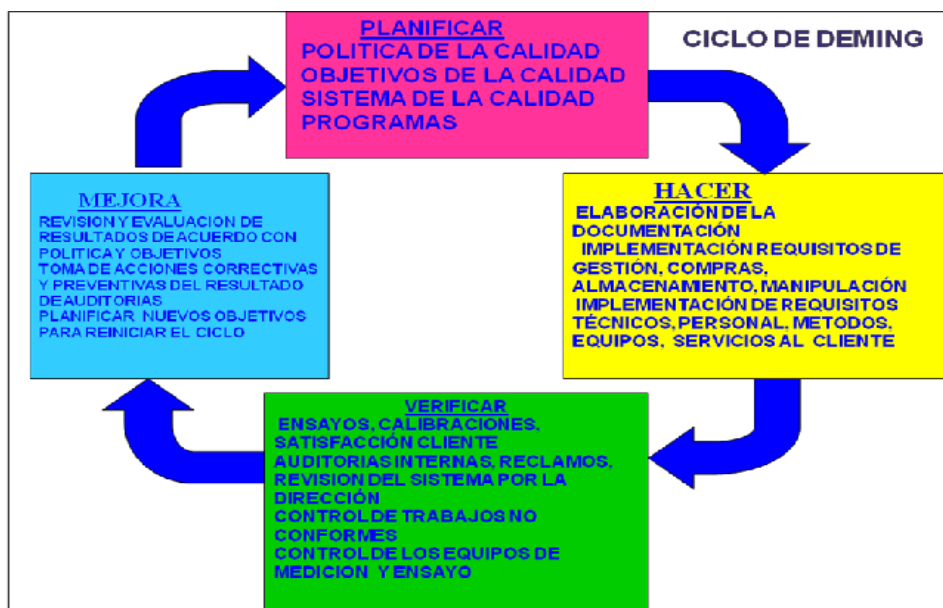 CICLO DE DEMING
PLANIFICAR
POLITICA DE LA CALIDAD
OBJETIVOS DE LA CALIDAD
SISTEMA DE LA CALIDAD
PROGRAMAS
HACER
ELABORACIÓN DE LA
DOCUMENTACIÓN
IMPLEMENTACIÓN REQUISITOS DE
GESTIÓN, COMPRAS,
ALMACENAMIENTO, MANIPULACIÓN
IMPLEMENTACIÓN DE REQUISITOS
TÉCNICOS, PERSONAL, METODOS,
EQUIPOS, SERVICIOS AL CLIENTE
VERIFICAR
ENSAYOS, CALIBRACIONES,
SATISFACCIÓN CLIENTE
AUDITORIAS INTERNAS, RECLAMOS,
REVISION DEL SISTEMA POR LA
DIRECCIÓN
CONTROL DE TRABAJOS NO
CONFORMES
CONTROL DE LOS EQUIPOS DE
MEDICION Y ENSAYO
MEJORA
REVISION Y EVALUACION DE
RESULTADOS DE ACUERDO CON
POLITICA Y OBJETIVOS
TOMA DE ACCIONES CORRECTIVAS
Y PREVENTIVAS DEL RESULTADO
DE AUDITORIAS
PLANIFICAR NUEVOS OBJETIVOS
PARA REINICIAR EL CICLO